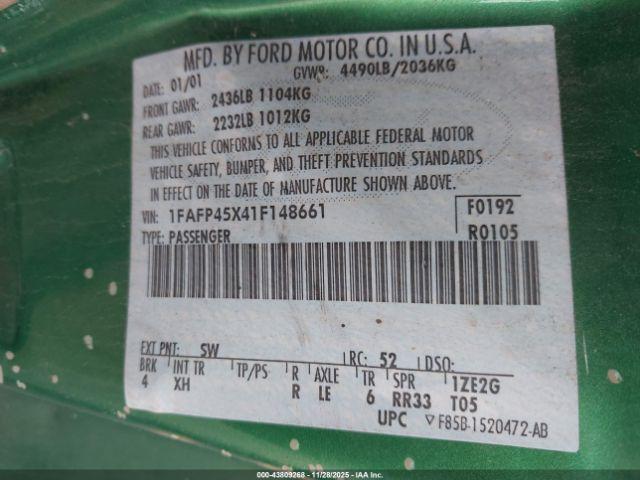 MFD. BY FORD MOTOR CO. IN U.S.A.
DATE: 01/01 GVWR: 4490LB/2036KG
FRONT GAWR: 2436LB 1104KG
REAR GAWR: 2232LB 1012KG
THIS VEHICLE CONFORMS TO ALL APPLICABLE FEDERAL MOTOR
VEHICLE SAFETY, BUMPER, AND THEFT PREVENTION STANDARDS
IN EFFECT ON THE DATE OF MANUFACTURE SHOWN ABOVE.
VIN: 1FAFP45X41F148661 F0192
TYPE: PASSENGER R0105
EXT PNT: SW RC: 52 DSO:
BRK INT TR TP/PS R AXLE TR SPR 1ZE2G
4 XH R LE 6 RR33 T05
UPC ▽F85B-1520472-AB
000-43809268 - 11/28/2025 - IAA Inc.